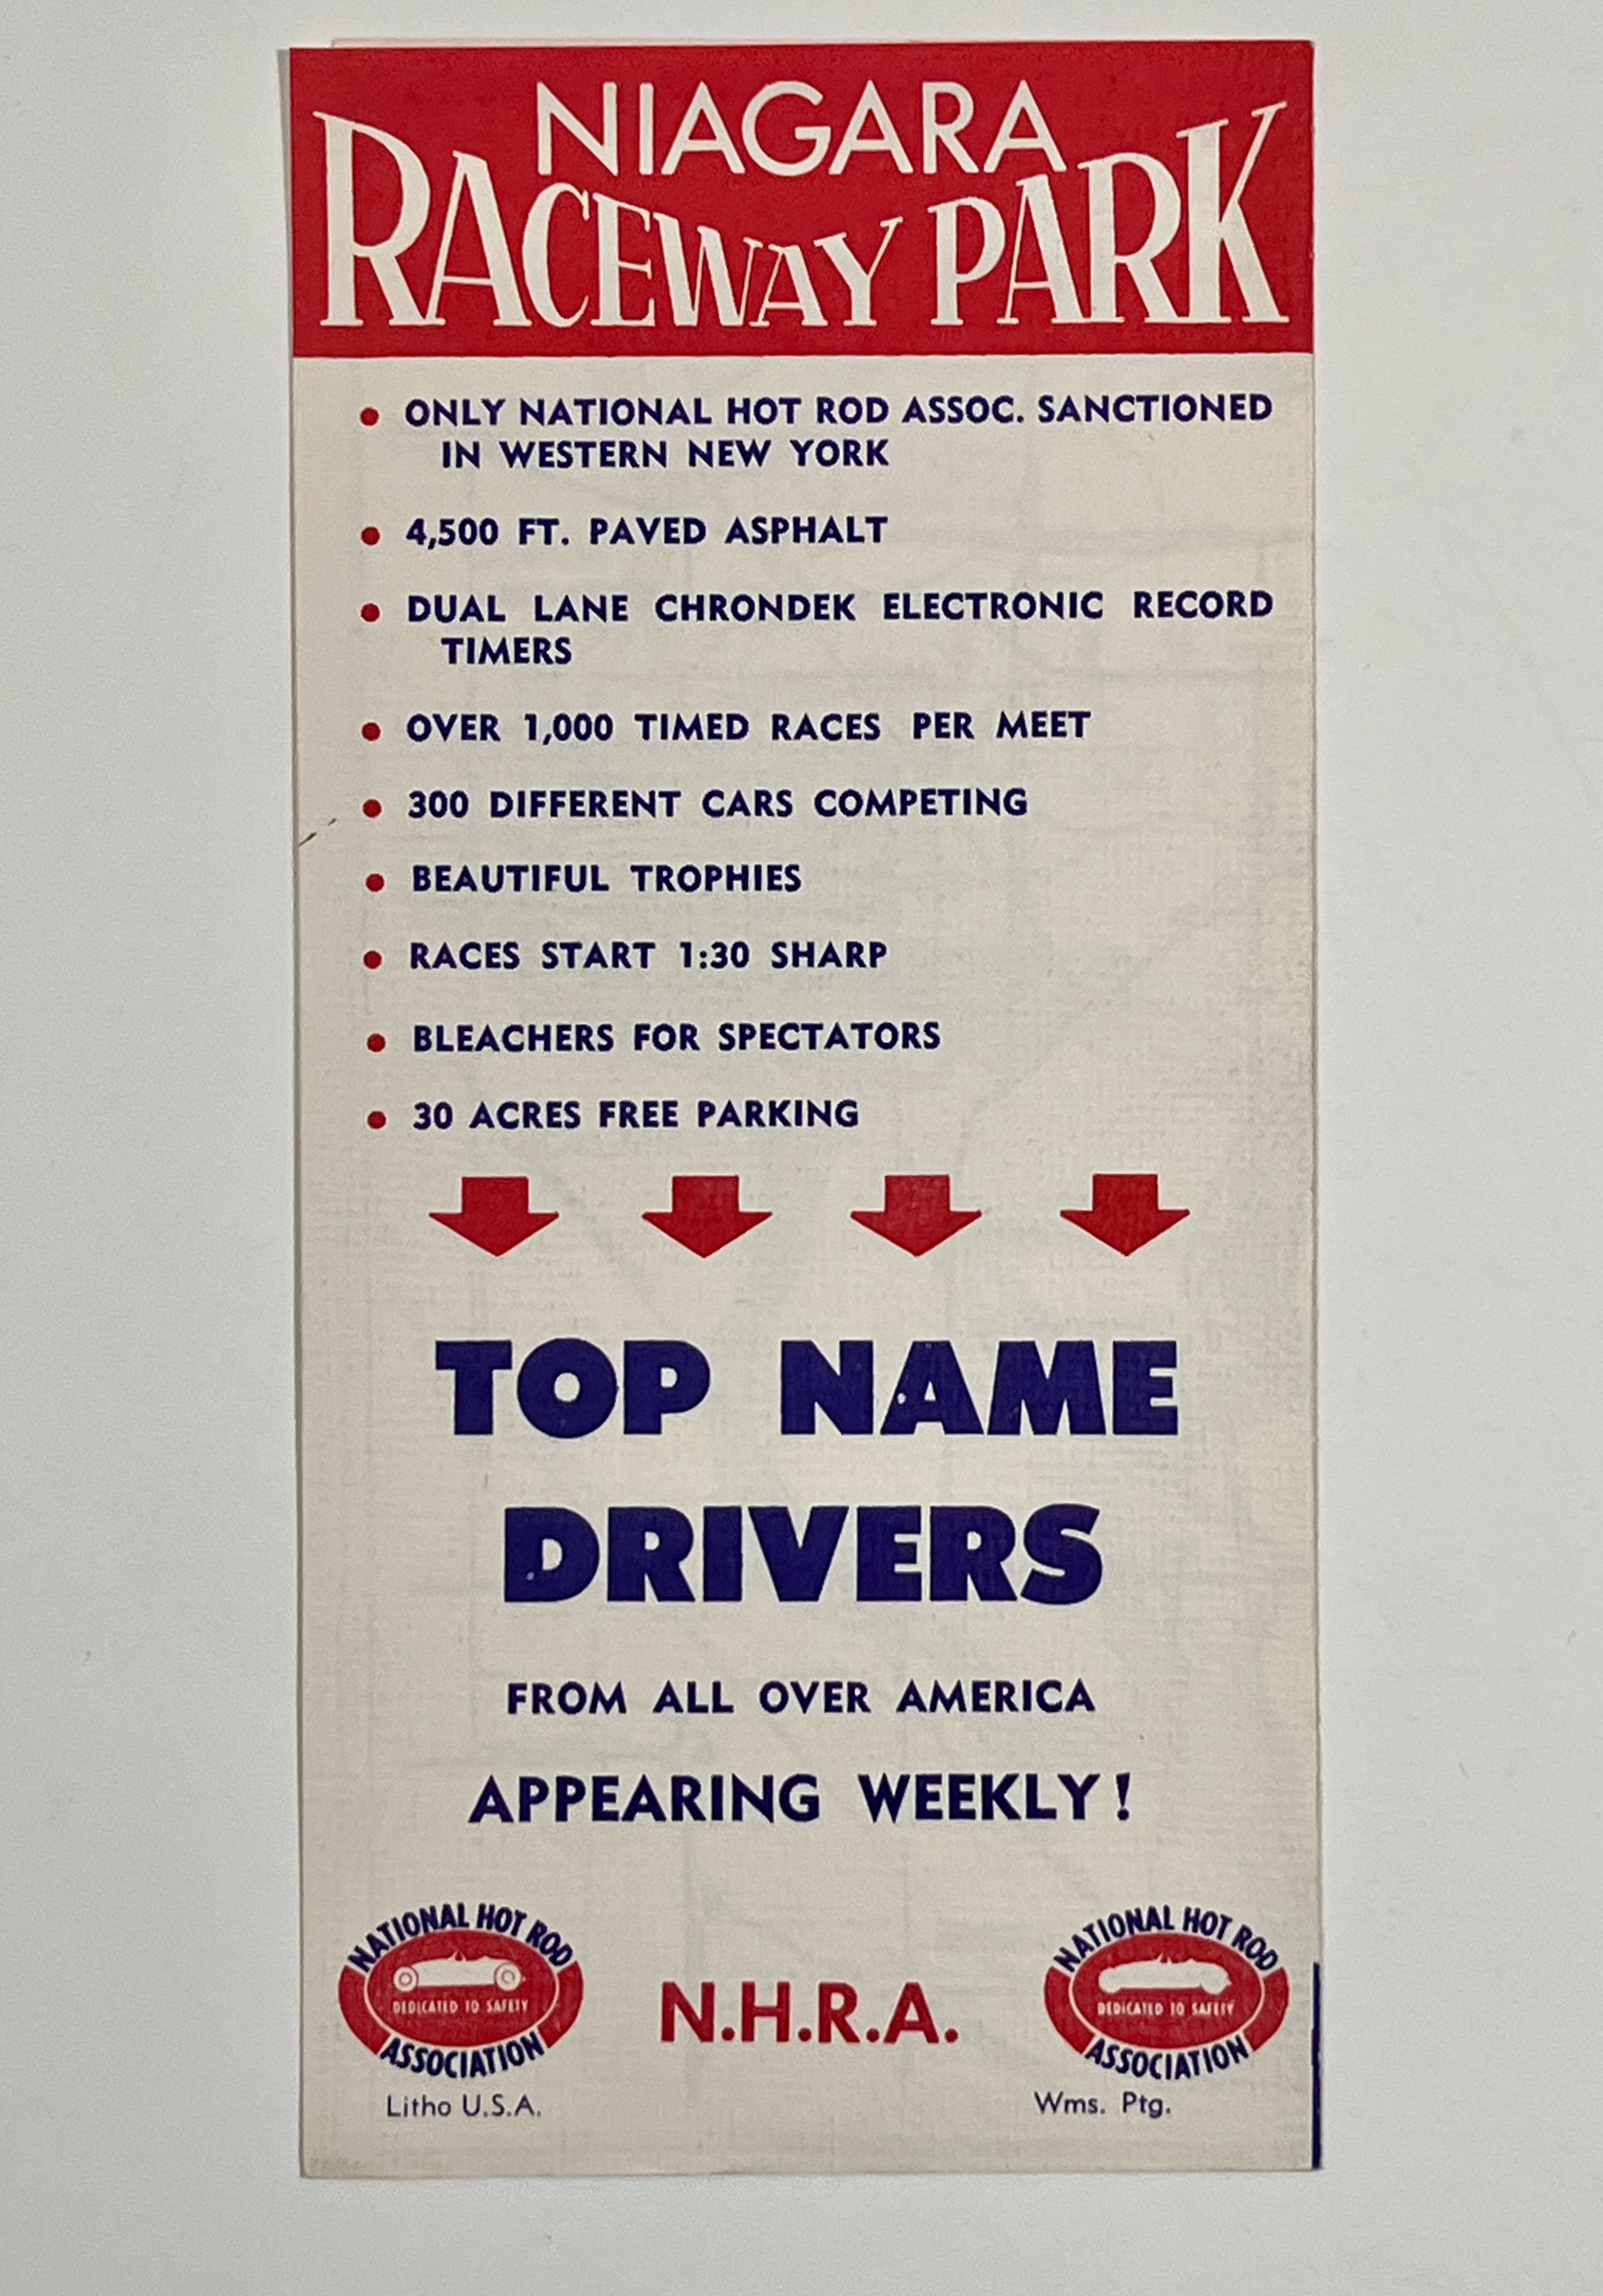 NIAGARA
RACEWAY PARK
• ONLY NATIONAL HOT ROD ASSOC. SANCTIONED
IN WESTERN NEW YORK
• 4,500 FT. PAVED ASPHALT
• DUAL LANE CHRONDEK ELECTRONIC RECORD
TIMERS
• OVER 1,000 TIMED RACES PER MEET
• 300 DIFFERENT CARS COMPETING
• BEAUTIFUL TROPHIES
• RACES START 1:30 SHARP
• BLEACHERS FOR SPECTATORS
• 30 ACRES FREE PARKING
TOP NAME
DRIVERS
FROM ALL OVER AMERICA
APPEARING WEEKLY!
NATIONAL HOT ROD
DEDICATED TO SAFETY
ASSOCIATION
N.H.R.A.
NATIONAL HOT ROD
DEDICATED TO SAFETY
ASSOCIATION
Litho U.S.A.
Wms. Ptg.